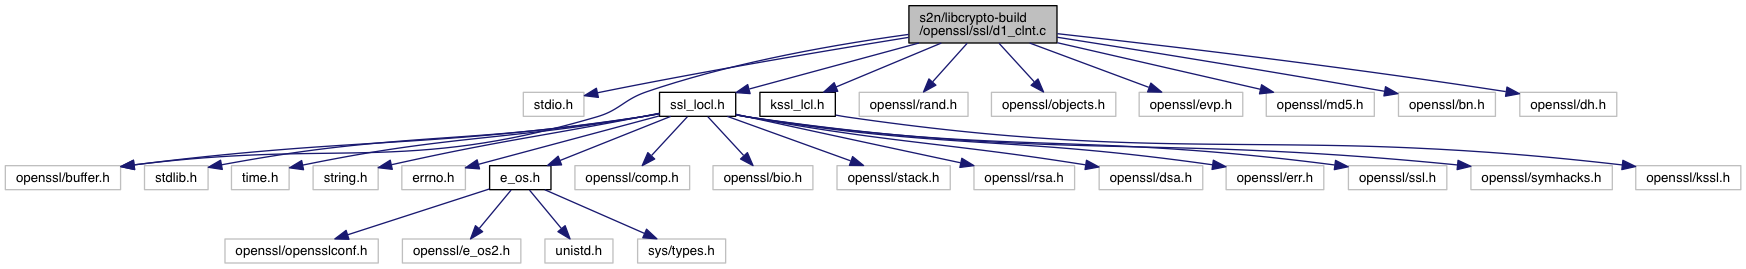 s2n/libcrypto-build
/openssl/ssl/d1_clnt.c
stdio.h
ssl_locl.h
kssl_lcl.h
openssl/rand.h
openssl/objects.h
openssl/evp.h
openssl/md5.h
openssl/bn.h
openssl/dh.h
openssl/buffer.h
stdlib.h
time.h
string.h
errno.h
e_os.h
openssl/comp.h
openssl/bio.h
openssl/stack.h
openssl/rsa.h
openssl/dsa.h
openssl/err.h
openssl/ssl.h
openssl/symhacks.h
openssl/kssl.h
openssl/opensslconf.h
openssl/e_os2.h
unistd.h
sys/types.h